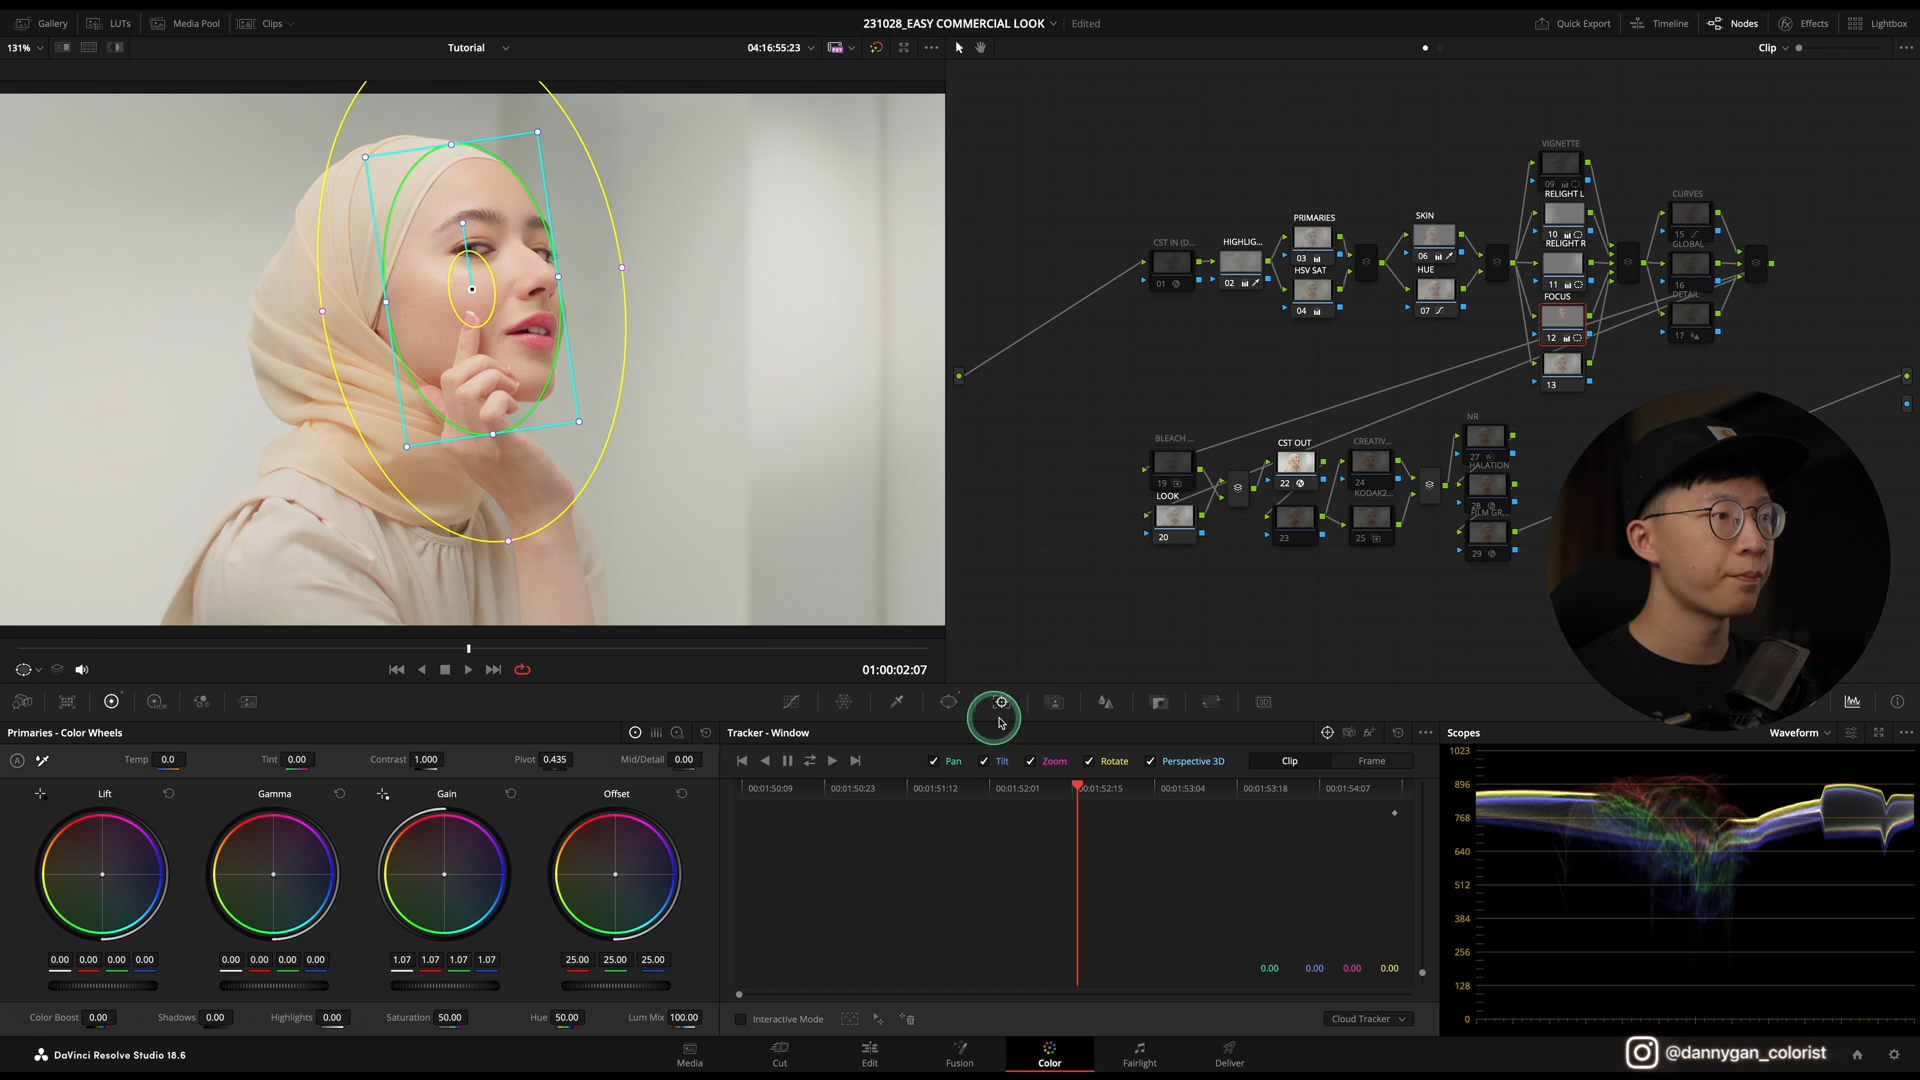 Gallery LUTs Media Pool Clips 231028_EASY COMMERCIAL LOOK Edited Quick Export Timeline Nodes Effects Lightbox
131% Tutorial 04:16:55:23 Clip
VIGNETTE
09
RELIGHT L
10
RELIGHT R
11
FOCUS
12
13
CURVES
15
GLOBAL
16
DETAIL
17
SKIN
06
HUE
07
PRIMARIES
03
HSV SAT
04
CST IN (D...
01
HIGHLIG...
02
BLEACH ...
19
LOOK
20
CST OUT
22
23
CREATIV...
24
KODAK2...
25
NR
27
HALATION
28
FILM GR...
29
01:00:02:07
HDR
Primaries - Color Wheels
Temp 0.0 Tint 0.00 Contrast 1.000 Pivot 0.435 Mid/Detail 0.00
Lift Gamma Gain Offset
0.00 0.00 0.00 0.00 0.00 0.00 0.00 0.00 1.07 1.07 1.07 1.07 25.00 25.00 25.00
Color Boost 0.00 Shadows 0.00 Highlights 0.00 Saturation 50.00 Hue 50.00 Lum Mix 100.00
Tracker - Window
Pan Tilt Zoom Rotate Perspective 3D Clip Frame
00:01:50:09 00:01:50:23 00:01:51:12 00:01:52:01 00:01:52:15 00:01:53:04 00:01:53:18 00:01:54:07
0.00 0.00 0.00 0.00
Interactive Mode Cloud Tracker
3D
Scopes Waveform
1023
896
768
640
512
384
256
128
0
DaVinci Resolve Studio 18.6
Media Cut Edit Fusion Color Fairlight Deliver
@dannygan_colorist